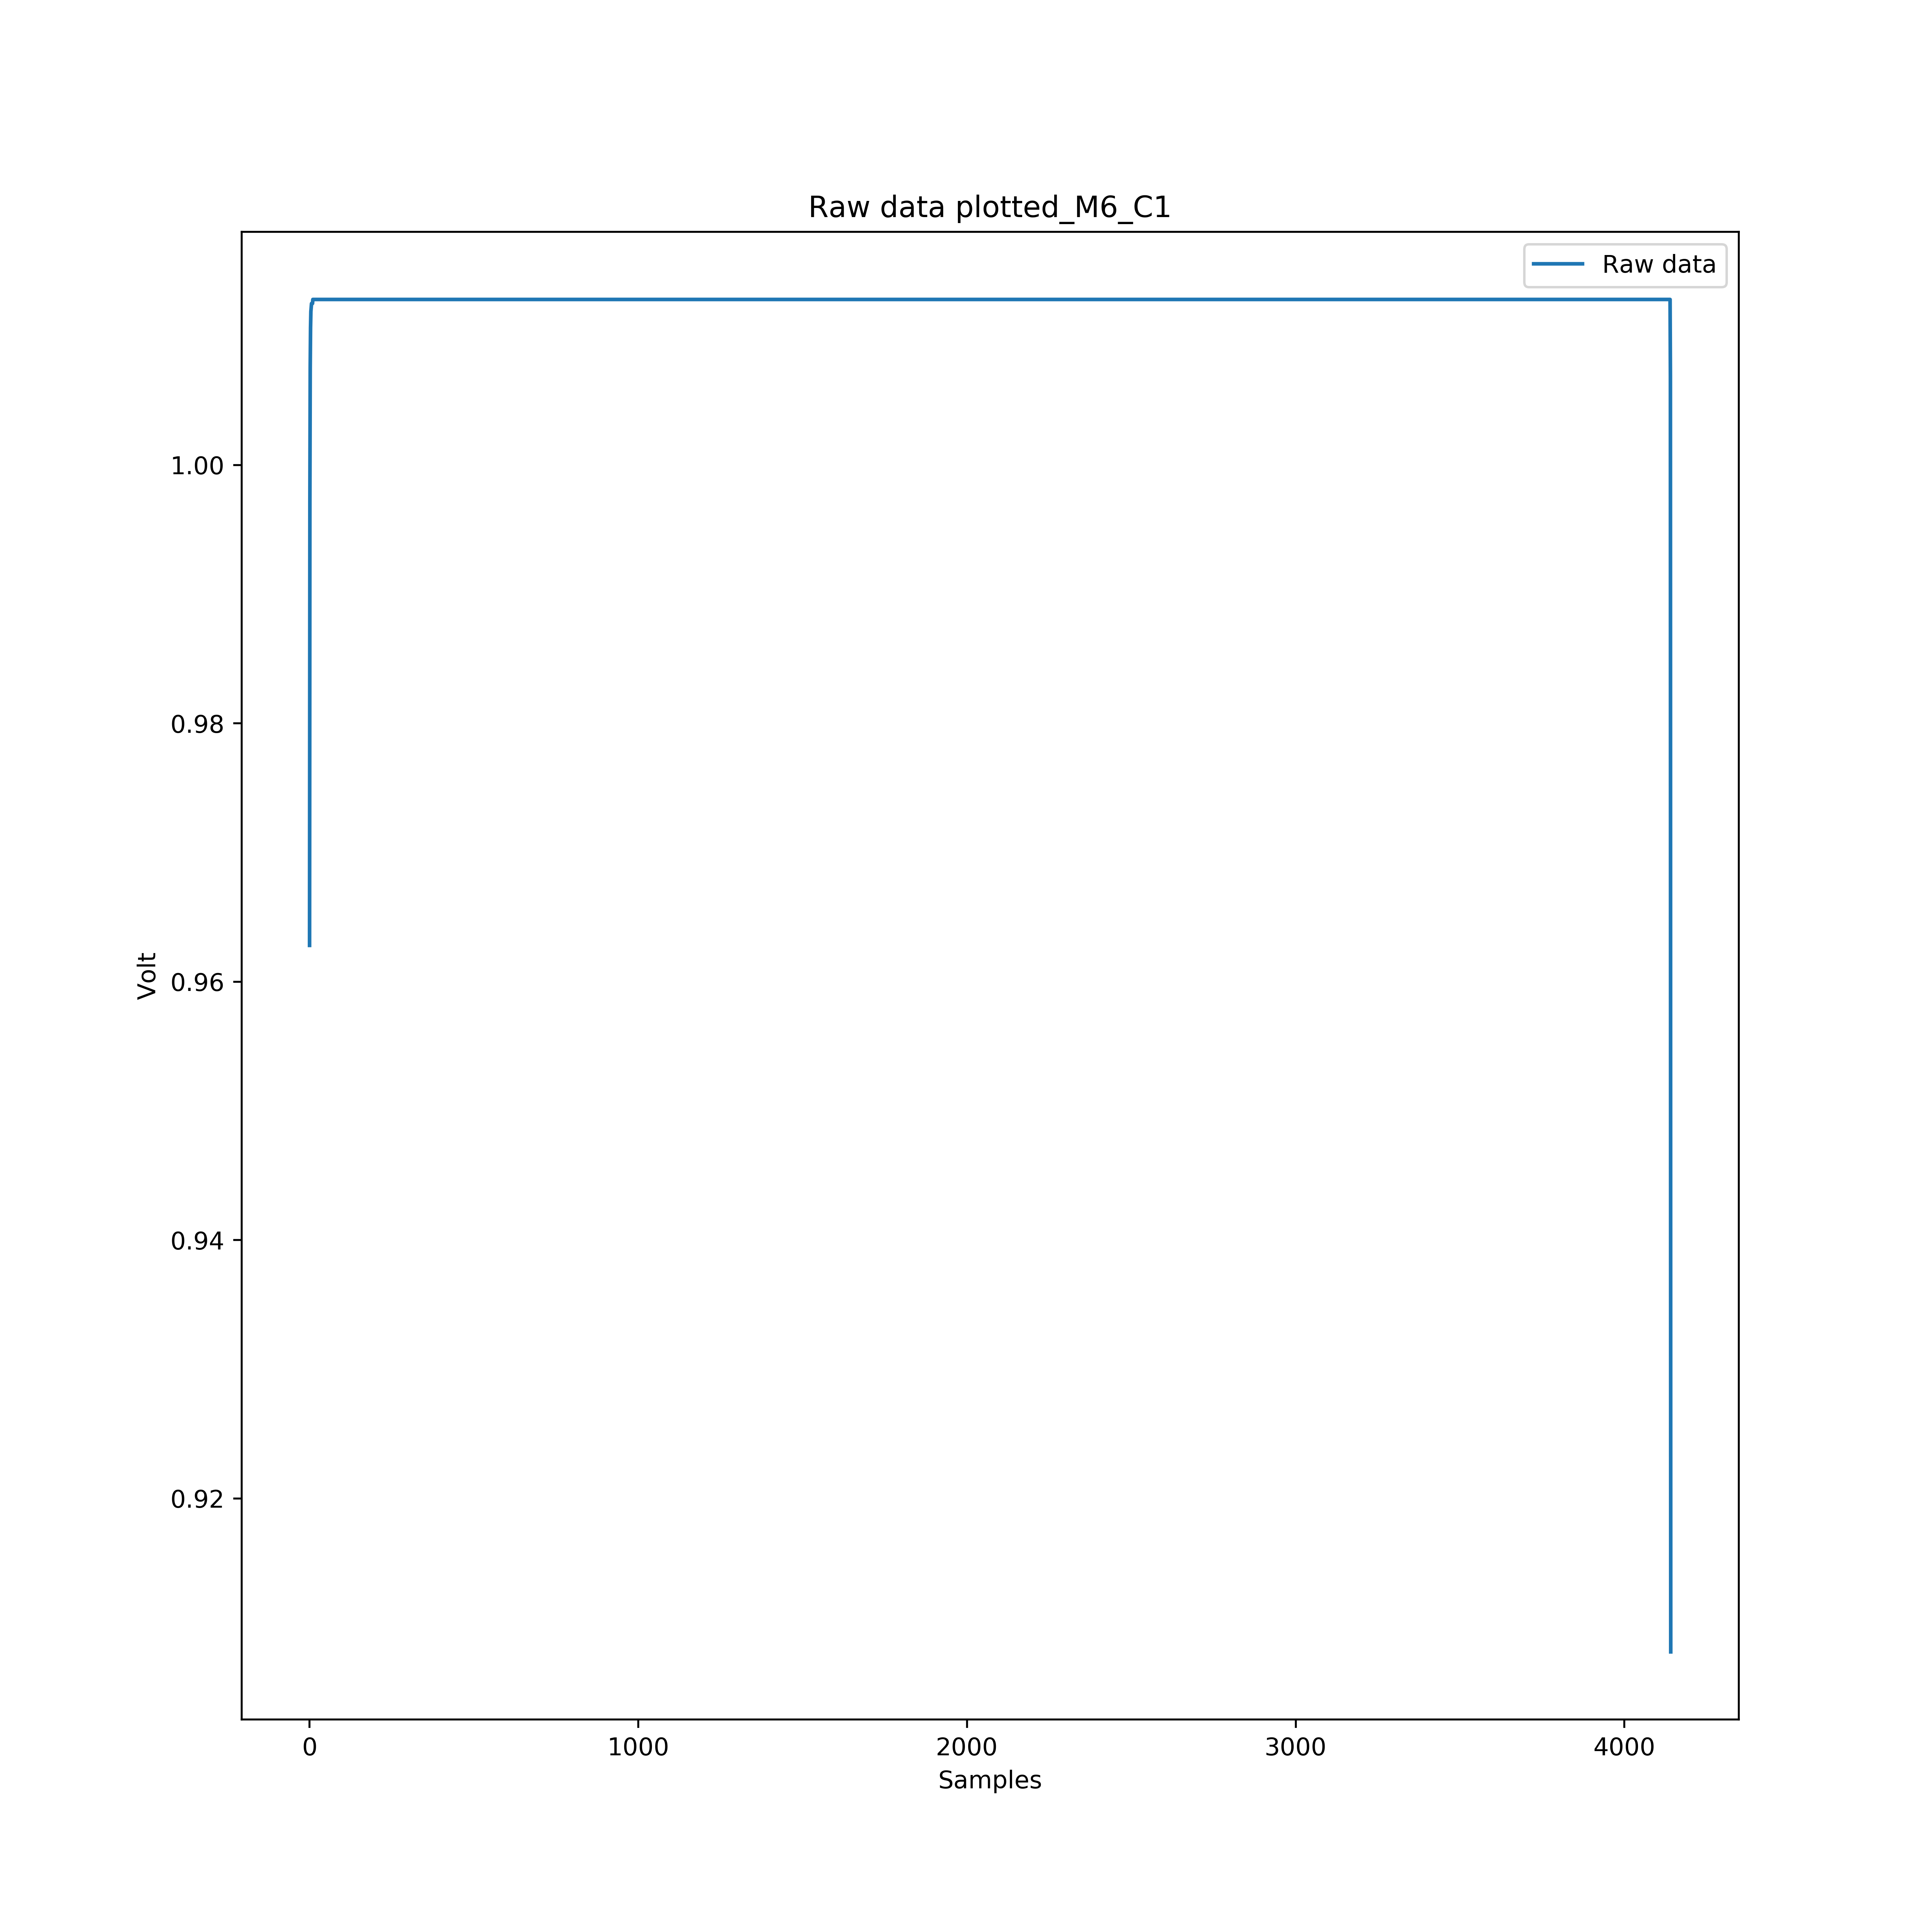 Raw data plotted_M6_C1
Raw data
1.00
0.98
0.96
0.94
0.92
Volt
0 1000 2000 3000 4000
Samples